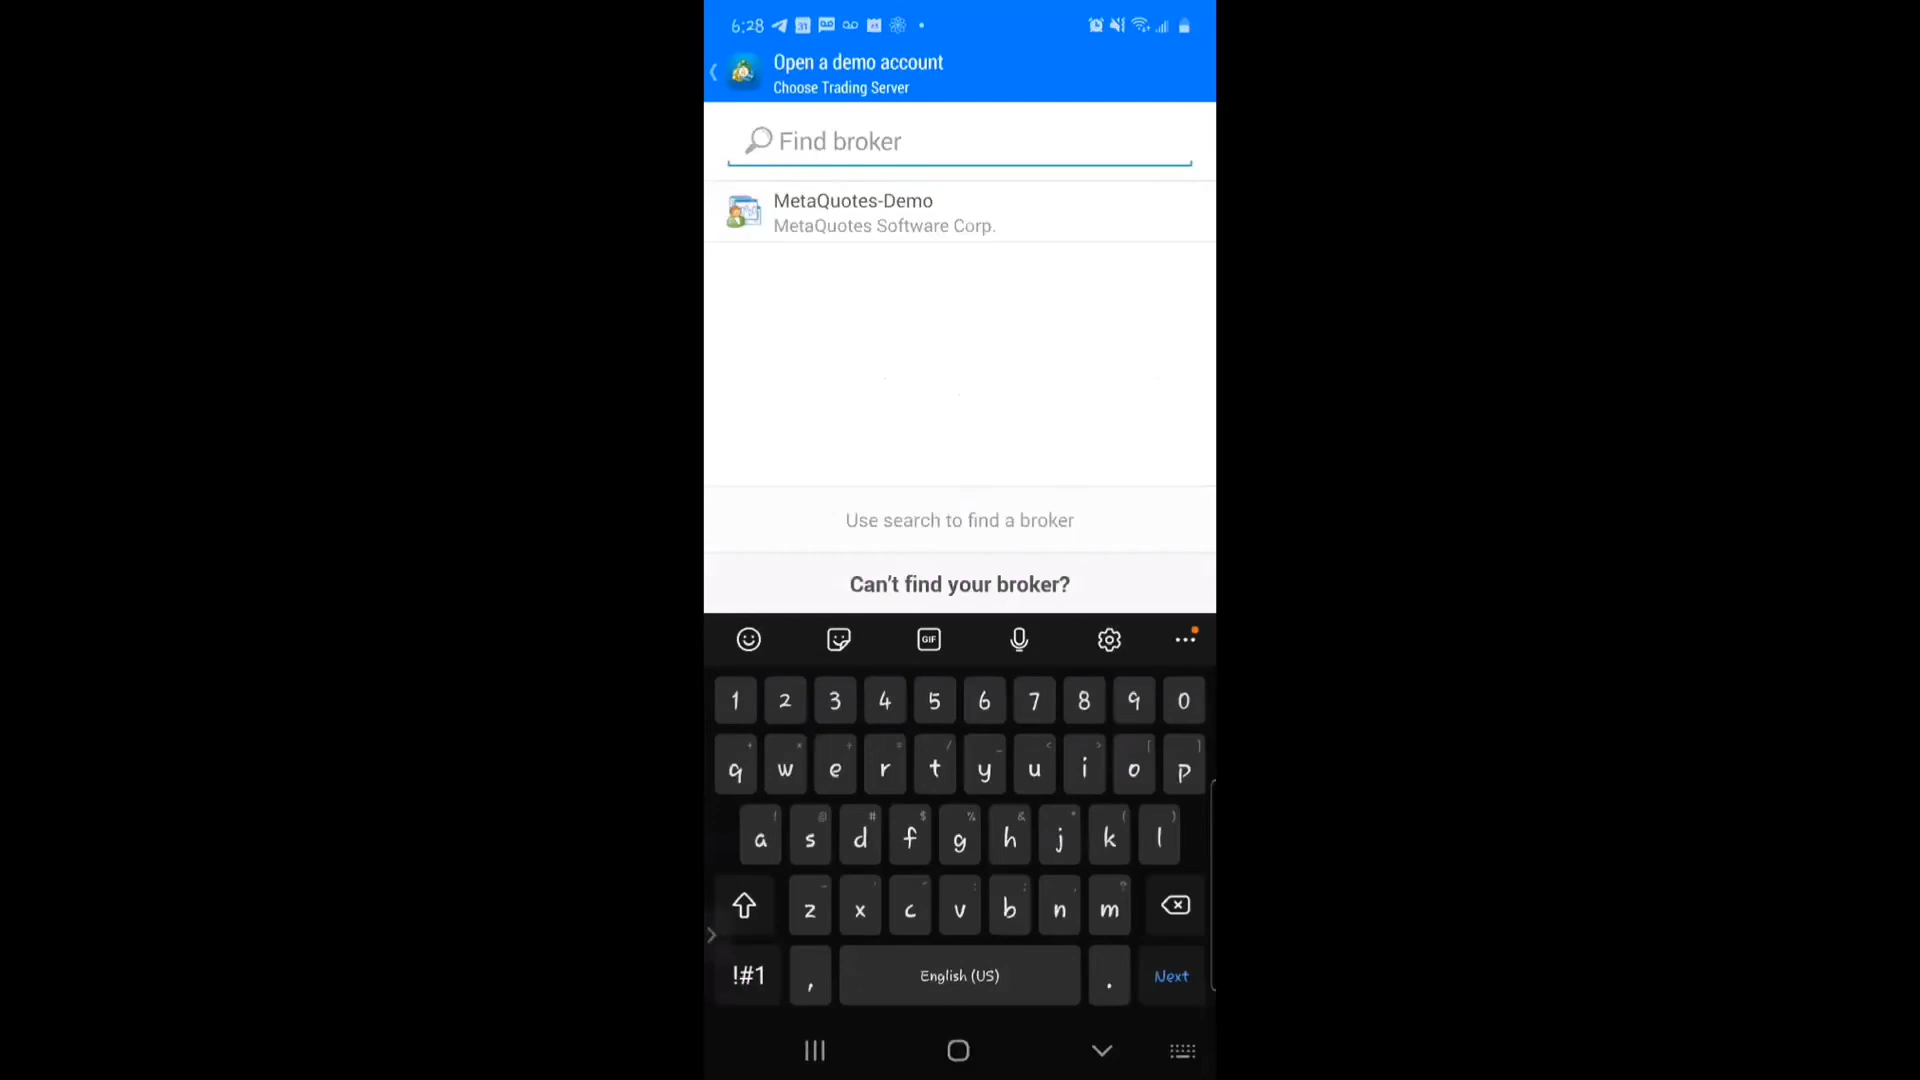 6:28
Open a demo account
Choose Trading Server
Find broker
MetaQuotes-Demo
MetaQuotes Software Corp.
Use search to find a broker
Can't find your broker?
GIF
1 2 3 4 5 6 7 8 9 0
q w e r t y u i o p
a s d f g h j k l
z x c v b n m
!#1 , English (US) . Next